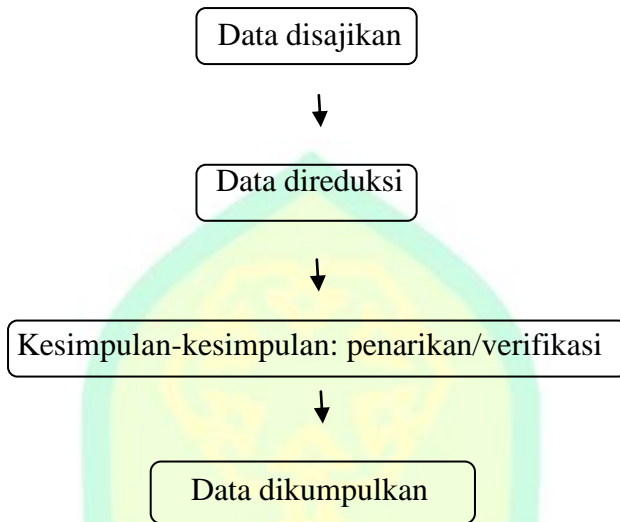 Data disajikan
Data direduksi
Kesimpulan-kesimpulan: penarikan/verifikasi
Data dikumpulkan